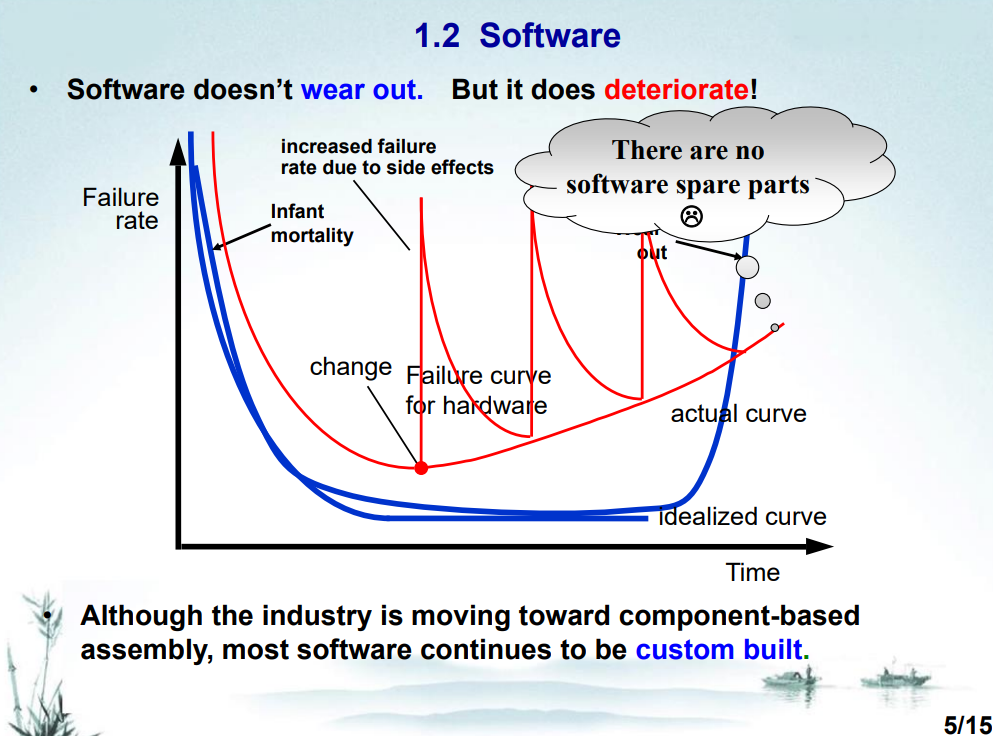 1.2 Software
• Software doesn't wear out. But it does deteriorate!
increased failure
rate due to side effects
There are no
software spare parts
☹
Failure
rate
Infant
mortality
out
change
Failure curve
for hardware
actual curve
idealized curve
Time
• Although the industry is moving toward component-based
assembly, most software continues to be custom built.
5/15